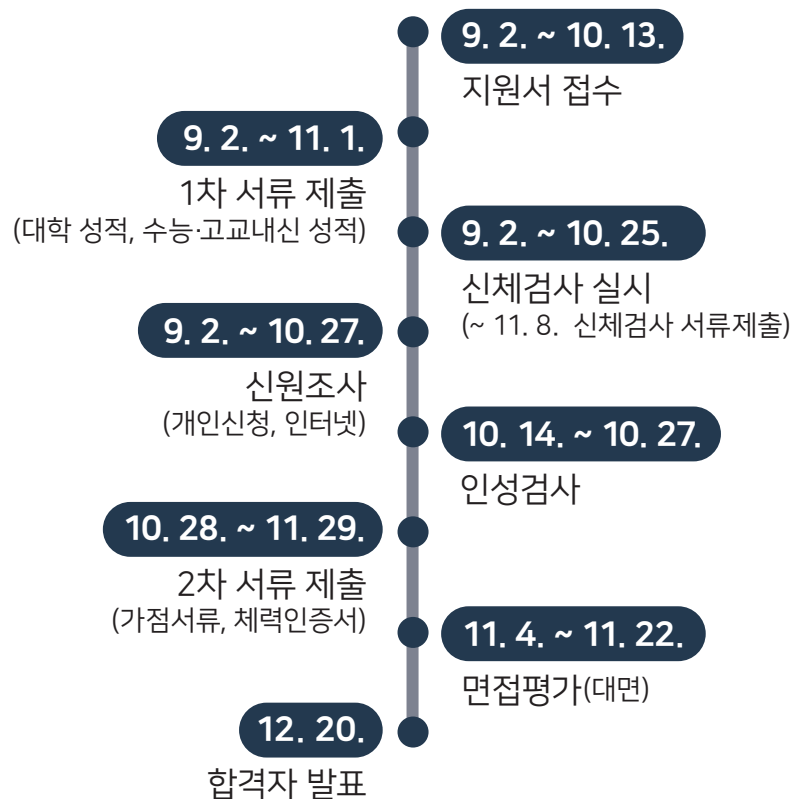 9. 2. ~ 10. 13.
지원서 접수
9. 2. ~ 11. 1.
1차 서류 제출
(대학 성적, 수능·고교내신 성적)
9. 2. ~ 10. 25.
신체검사 실시
(~ 11. 8. 신체검사 서류제출)
9. 2. ~ 10. 27.
신원조사
(개인신청, 인터넷)
10. 14. ~ 10. 27.
인성검사
10. 28. ~ 11. 29.
2차 서류 제출
(가점서류, 체력인증서)
11. 4. ~ 11. 22.
면접평가(대면)
12. 20.
합격자 발표